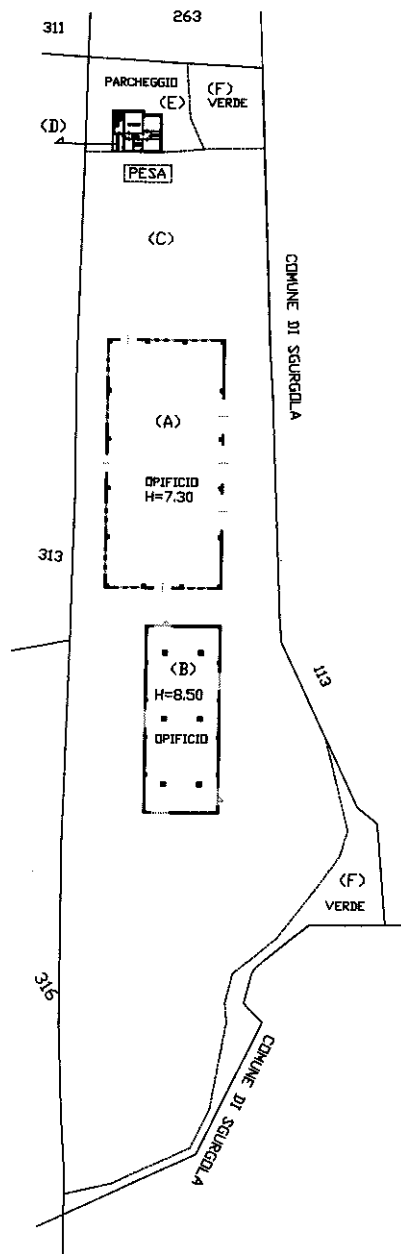 263
311
PARCHEGGIO
(F)
(E)
VERDE
(D)
PESA
(C)
COMUNE DI SGURGOLA
(A)
OPIFICIO
H=7.30
313
113
(B)
H=8.50
OPIFICIO
(F)
VERDE
316
COMUNE DI SGURGOLA